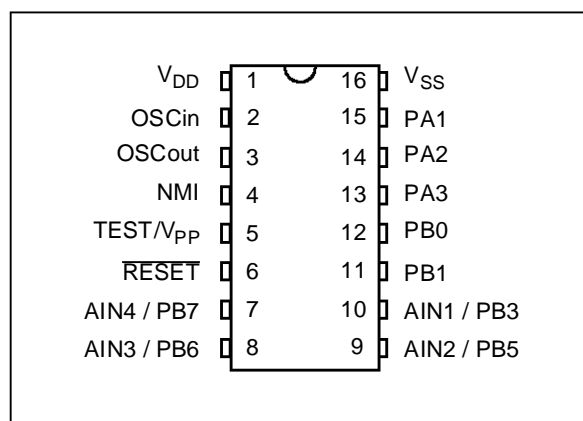 VDD 1 16 VSS
OSCin 2 15 PA1
OSCout 3 14 PA2
NMI 4 13 PA3
TEST/VPP 5 12 PB0
RESET 6 11 PB1
AIN4 / PB7 7 10 AIN1 / PB3
AIN3 / PB6 8 9 AIN2 / PB5